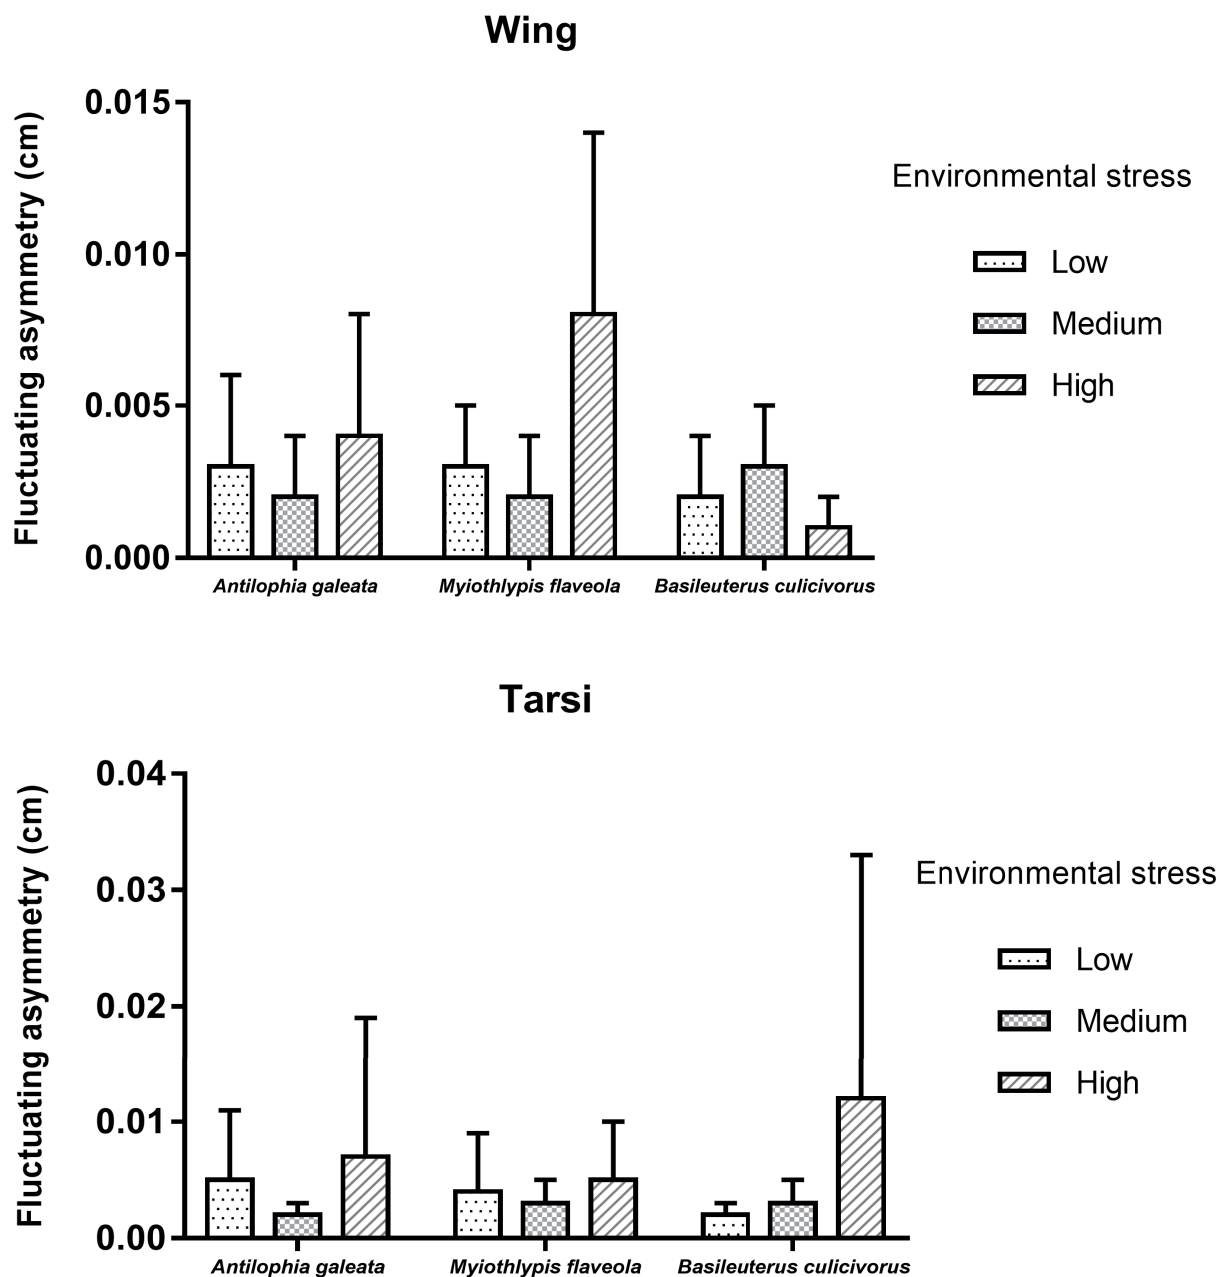 Wing
Fluctuating asymmetry (cm)
0.015
0.010
0.005
0.000
Antilophia galeata
Myiothlypis flaveola
Basileuterus culicivorus
Environmental stress
Low
Medium
High
Tarsi
Fluctuating asymmetry (cm)
0.04
0.03
0.02
0.01
0.00
Antilophia galeata
Myiothlypis flaveola
Basileuterus culicivorus
Environmental stress
Low
Medium
High